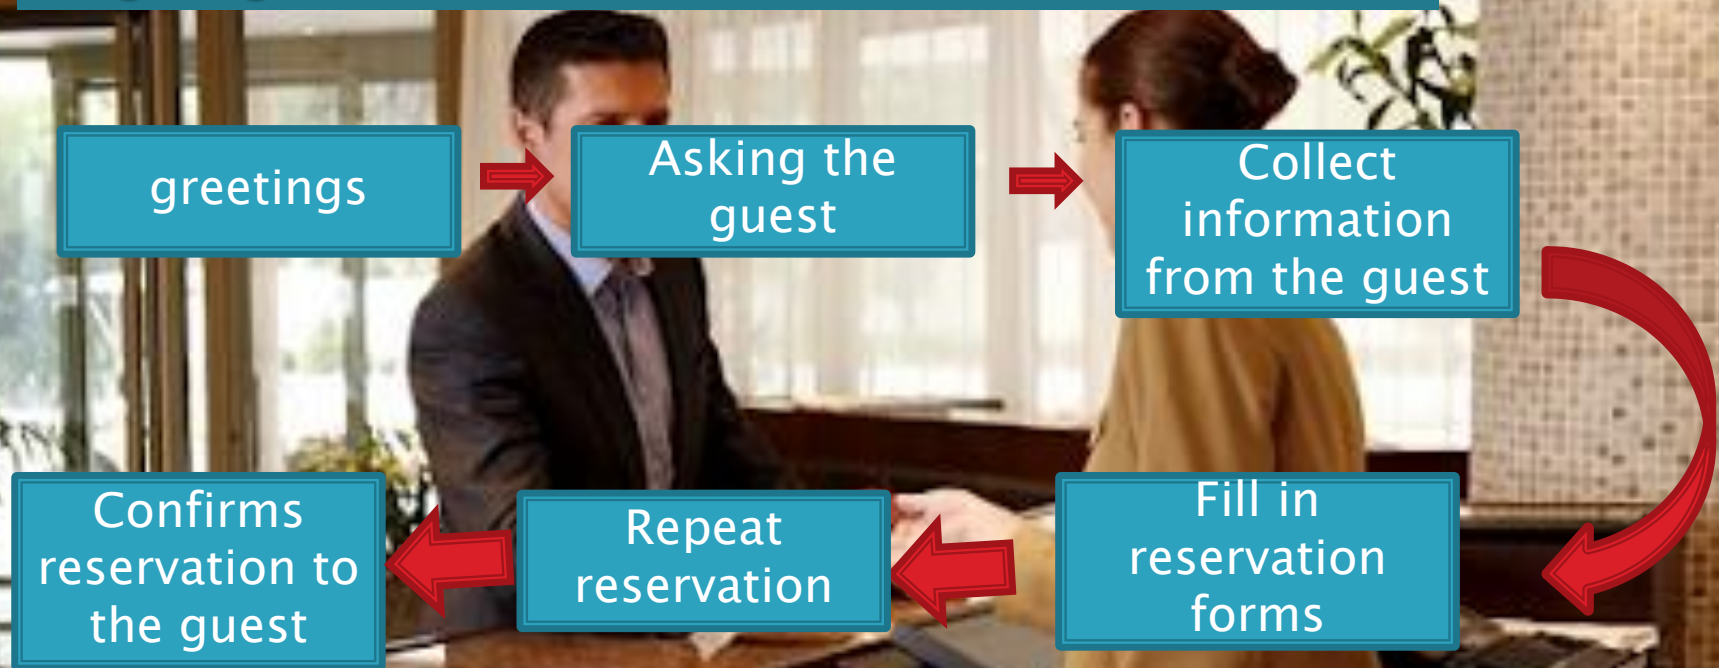 greetings
Asking the
guest
Collect
information
from the guest
Fill in
reservation
forms
Repeat
reservation
Confirms
reservation to
the guest